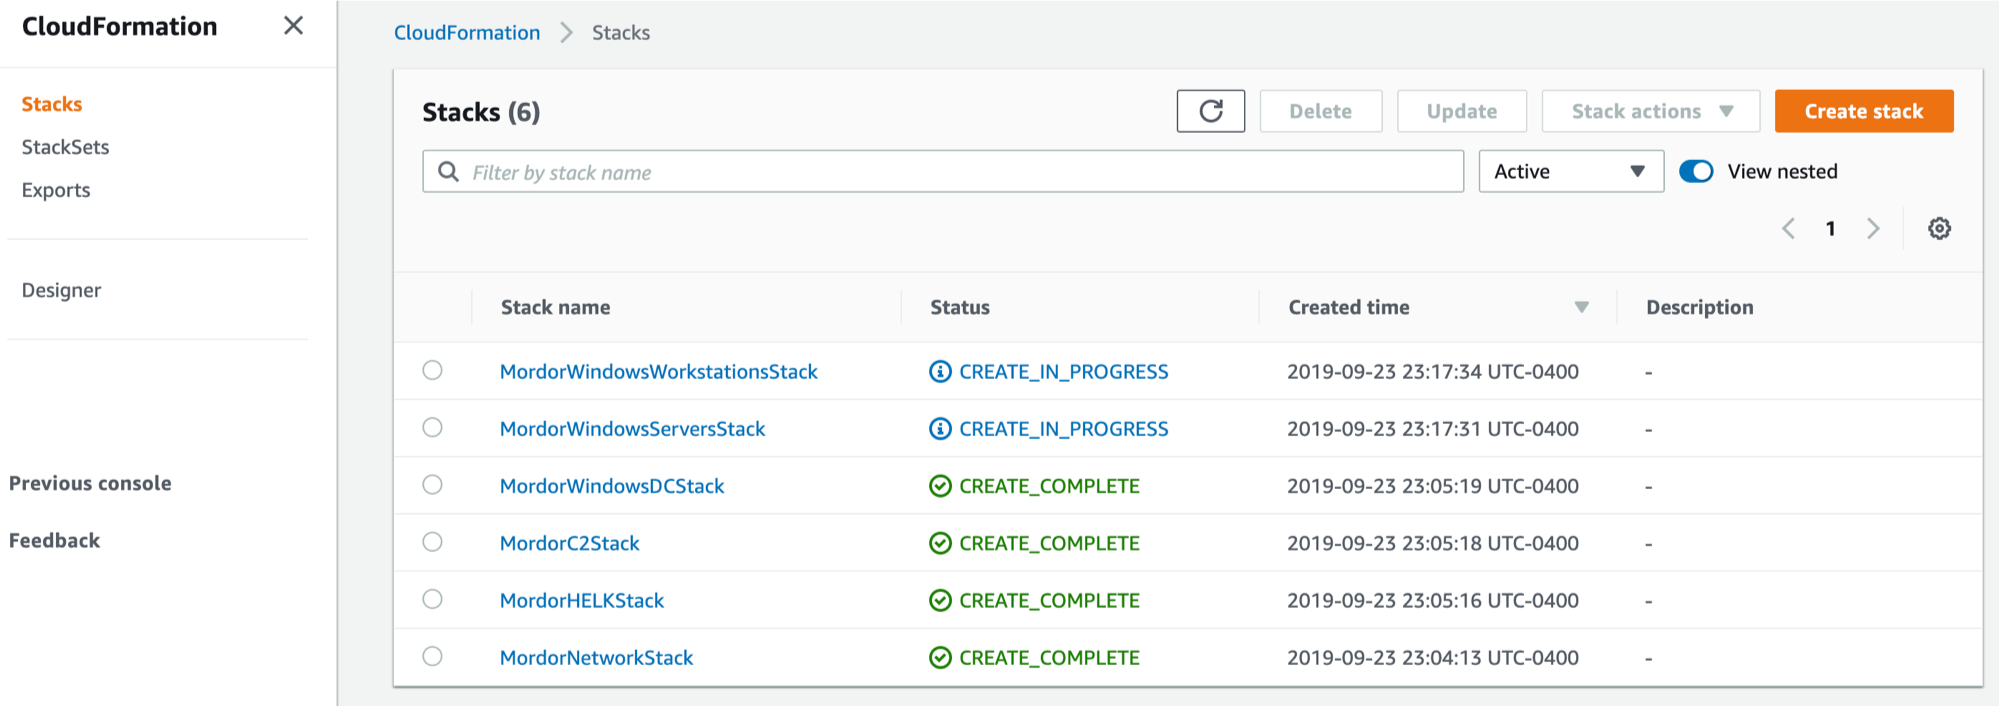 CloudFormation
Stacks
StackSets
Exports
Designer
Previous console
Feedback
CloudFormation > Stacks
Stacks (6)
Delete
Update
Stack actions
Create stack
Filter by stack name
Active
View nested
1
Stack name Status Created time Description
MordorWindowsWorkstationsStack CREATE_IN_PROGRESS 2019-09-23 23:17:34 UTC-0400 -
MordorWindowsServersStack CREATE_IN_PROGRESS 2019-09-23 23:17:31 UTC-0400 -
MordorWindowsDCStack CREATE_COMPLETE 2019-09-23 23:05:19 UTC-0400 -
MordorC2Stack CREATE_COMPLETE 2019-09-23 23:05:18 UTC-0400 -
MordorHELKStack CREATE_COMPLETE 2019-09-23 23:05:16 UTC-0400 -
MordorNetworkStack CREATE_COMPLETE 2019-09-23 23:04:13 UTC-0400 -